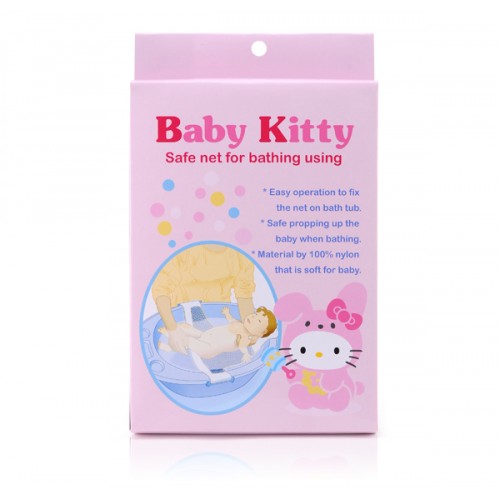 Baby Kitty
Safe net for bathing using
* Easy operation to fix
the net on bath tub.
* Safe propping up the
baby when bathing.
* Material by 100% nylon
that is soft for baby.